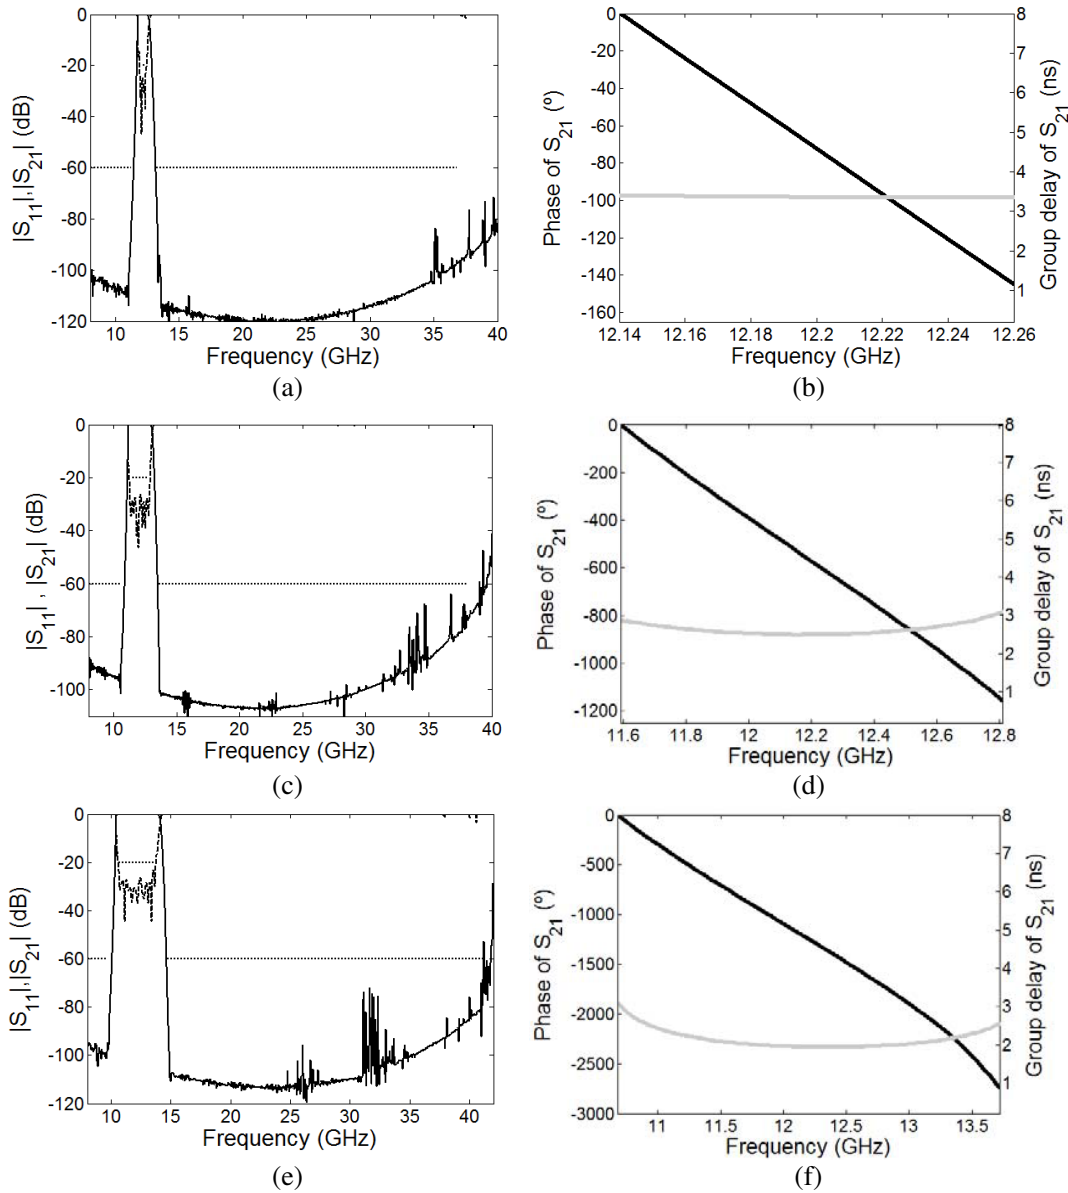 0
-20
-40
-60
-80
-100
-120
|S11|,|S21| (dB)
10 15 20 25 30 35 40
Frequency (GHz)
(a)
0
-20
-40
-60
-80
-100
-120
-140
-160
Phase of S21 (º)
8
7
6
5
4
3
2
1
Group delay of S21 (ns)
12.14 12.16 12.18 12.2 12.22 12.24 12.26
Frequency (GHz)
(b)
0
-20
-40
-60
-80
-100
|S11| , |S21| (dB)
10 15 20 25 30 35 40
Frequency (GHz)
(c)
0
-200
-400
-600
-800
-1000
-1200
Phase of S21 (º)
8
7
6
5
4
3
2
1
Group delay of S21 (ns)
11.6 11.8 12 12.2 12.4 12.6 12.8
Frequency (GHz)
(d)
0
-20
-40
-60
-80
-100
-120
|S11|,|S21| (dB)
10 15 20 25 30 35 40
Frequency (GHz)
(e)
0
-500
-1000
-1500
-2000
-2500
-3000
Phase of S21 (º)
8
7
6
5
4
3
2
1
Group delay of S21 (ns)
11 11.5 12 12.5 13 13.5
Frequency (GHz)
(f)